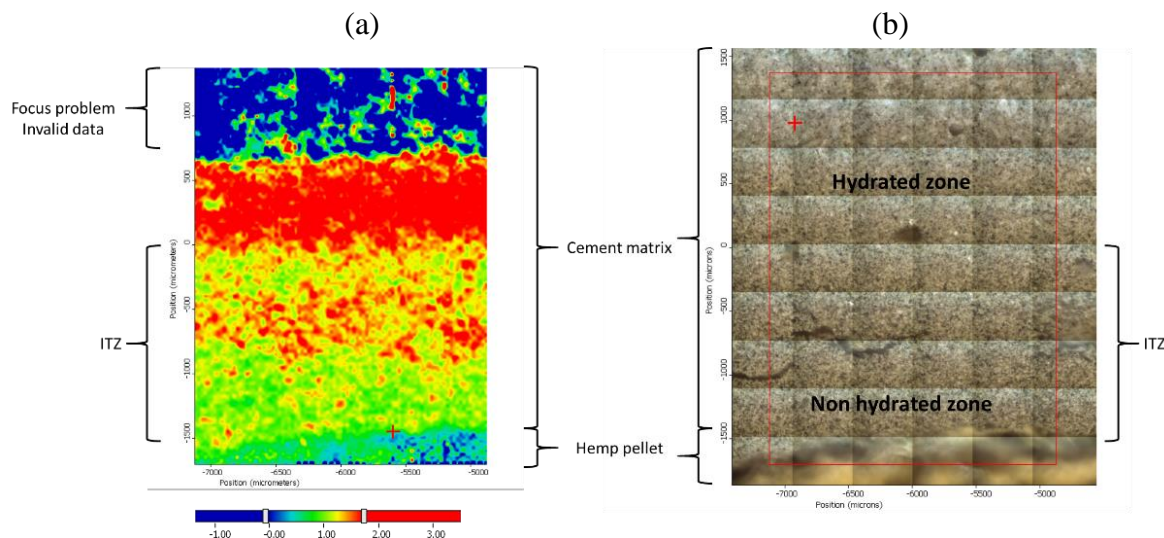 (a)
(b)
Focus problem
Invalid data
ITZ
Position (micrometers)
1000
500
0
-500
-1000
-1500
-7000
-6500
-6000
-5500
-5000
Position (micrometers)
-1.00
-0.00
1.00
2.00
3.00
Cement matrix
Hemp pellet
Position (microns)
1500
1000
500
0
-500
-1000
-1500
Hydrated zone
Non hydrated zone
-7000
-6500
-6000
-5500
-5000
Position (microns)
ITZ